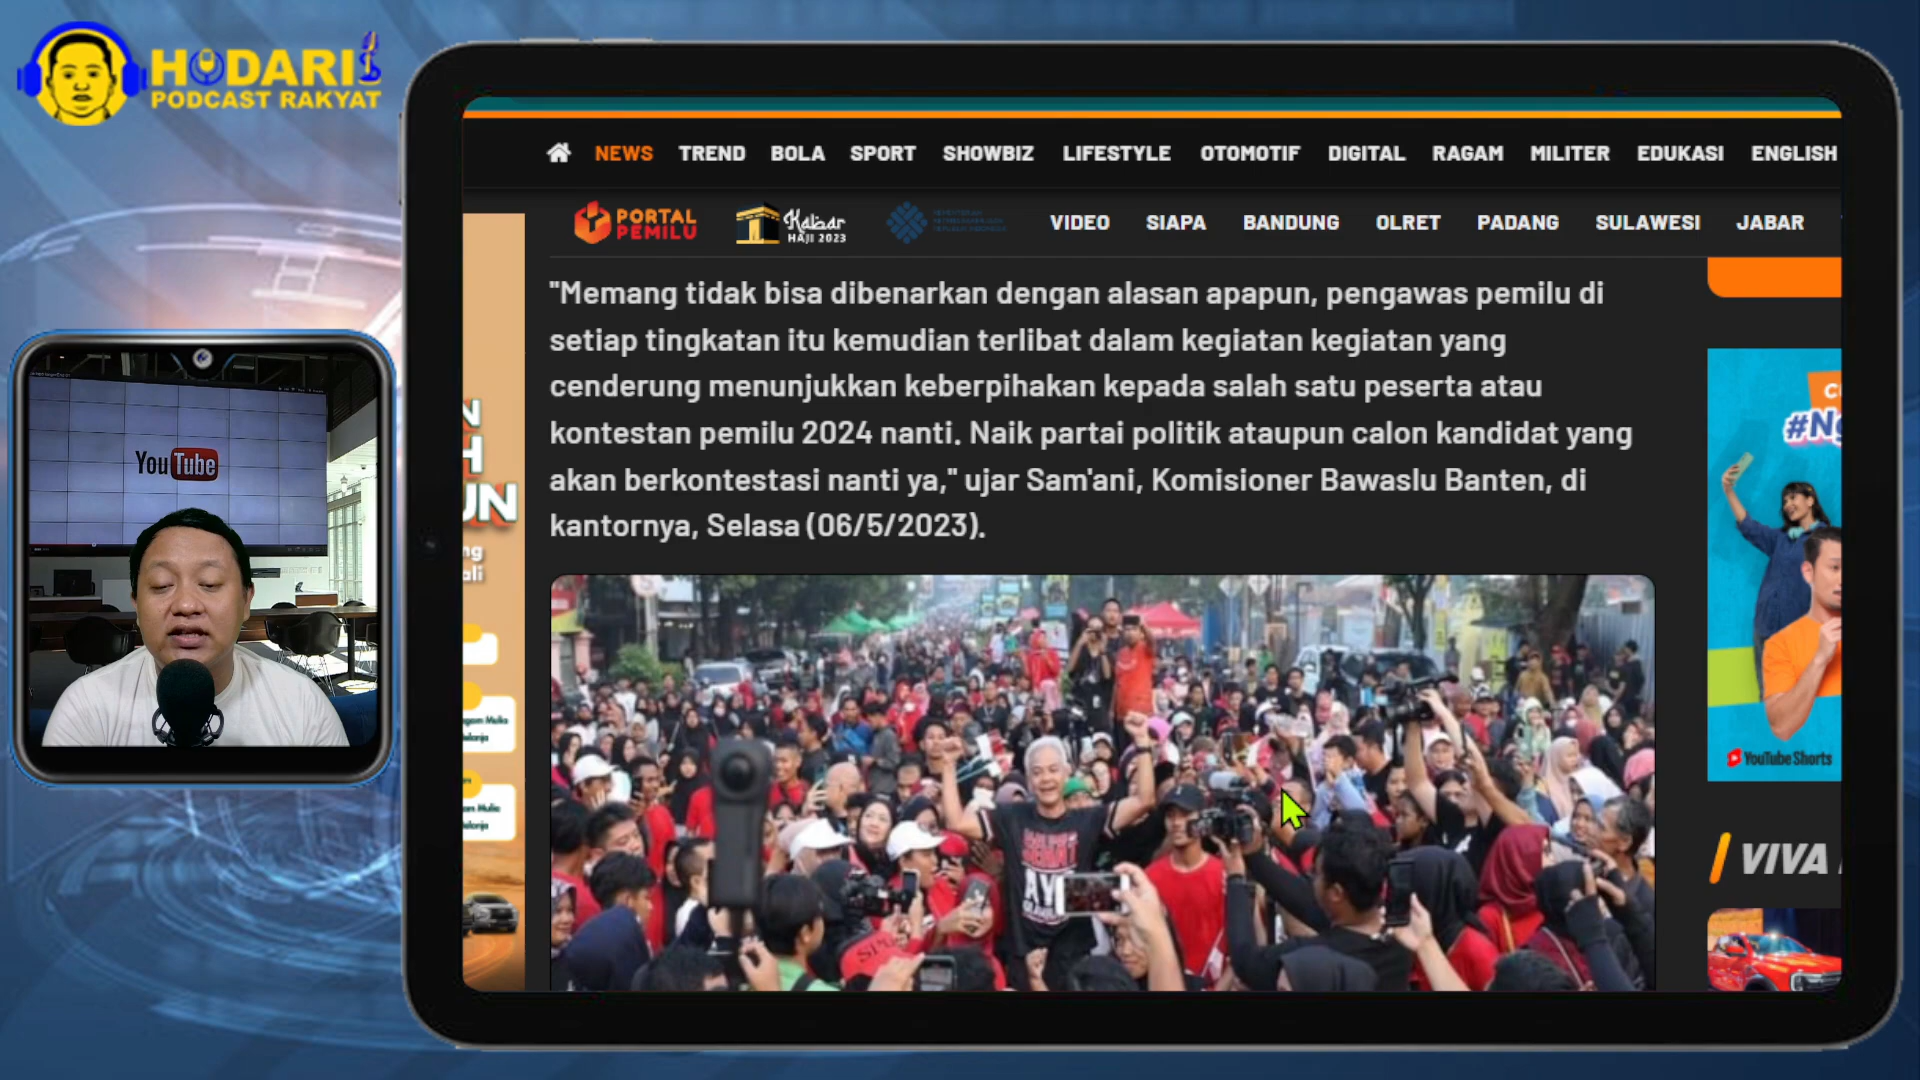 HODARI
PODCAST RAKYAT
NEWS TREND BOLA SPORT SHOWBIZ LIFESTYLE OTOMOTIF DIGITAL RAGAM MILITER EDUKASI ENGLISH
PORTAL PEMILU
Kabar HAJI 2023
VIDEO SIAPA BANDUNG OLRET PADANG SULAWESI JABAR
"Memang tidak bisa dibenarkan dengan alasan apapun, pengawas pemilu di
setiap tingkatan itu kemudian terlibat dalam kegiatan kegiatan yang
cenderung menunjukkan keberpihakan kepada salah satu peserta atau
kontestan pemilu 2024 nanti. Naik partai politik ataupun calon kandidat yang
akan berkontestasi nanti ya," ujar Sam'ani, Komisioner Bawaslu Banten, di
kantornya, Selasa (06/5/2023).
YouTube
AY
YouTube Shorts
VIVA